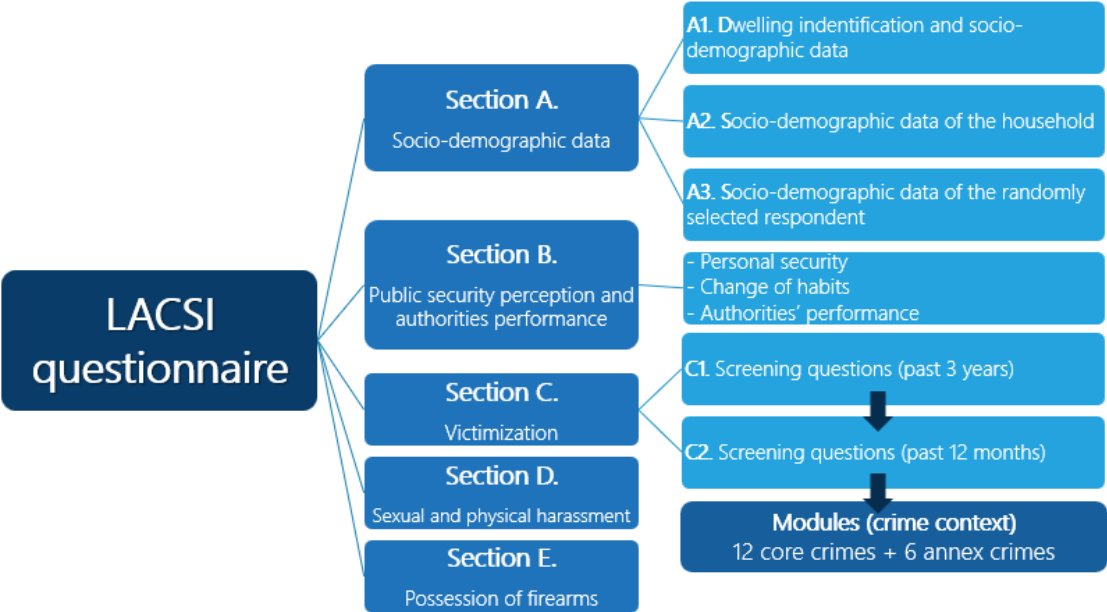 LACSI
questionnaire
Section A.
Socio-demographic data
A1. Dwelling indentification and socio-
demographic data
A2. Socio-demographic data of the household
A3. Socio-demographic data of the randomly
selected respondent
Section B.
Public security perception and
authorities performance
- Personal security
- Change of habits
- Authorities’ performance
Section C.
Victimization
C1. Screening questions (past 3 years)
C2. Screening questions (past 12 months)
Modules (crime context)
12 core crimes + 6 annex crimes
Section D.
Sexual and physical harassment
Section E.
Possession of firearms